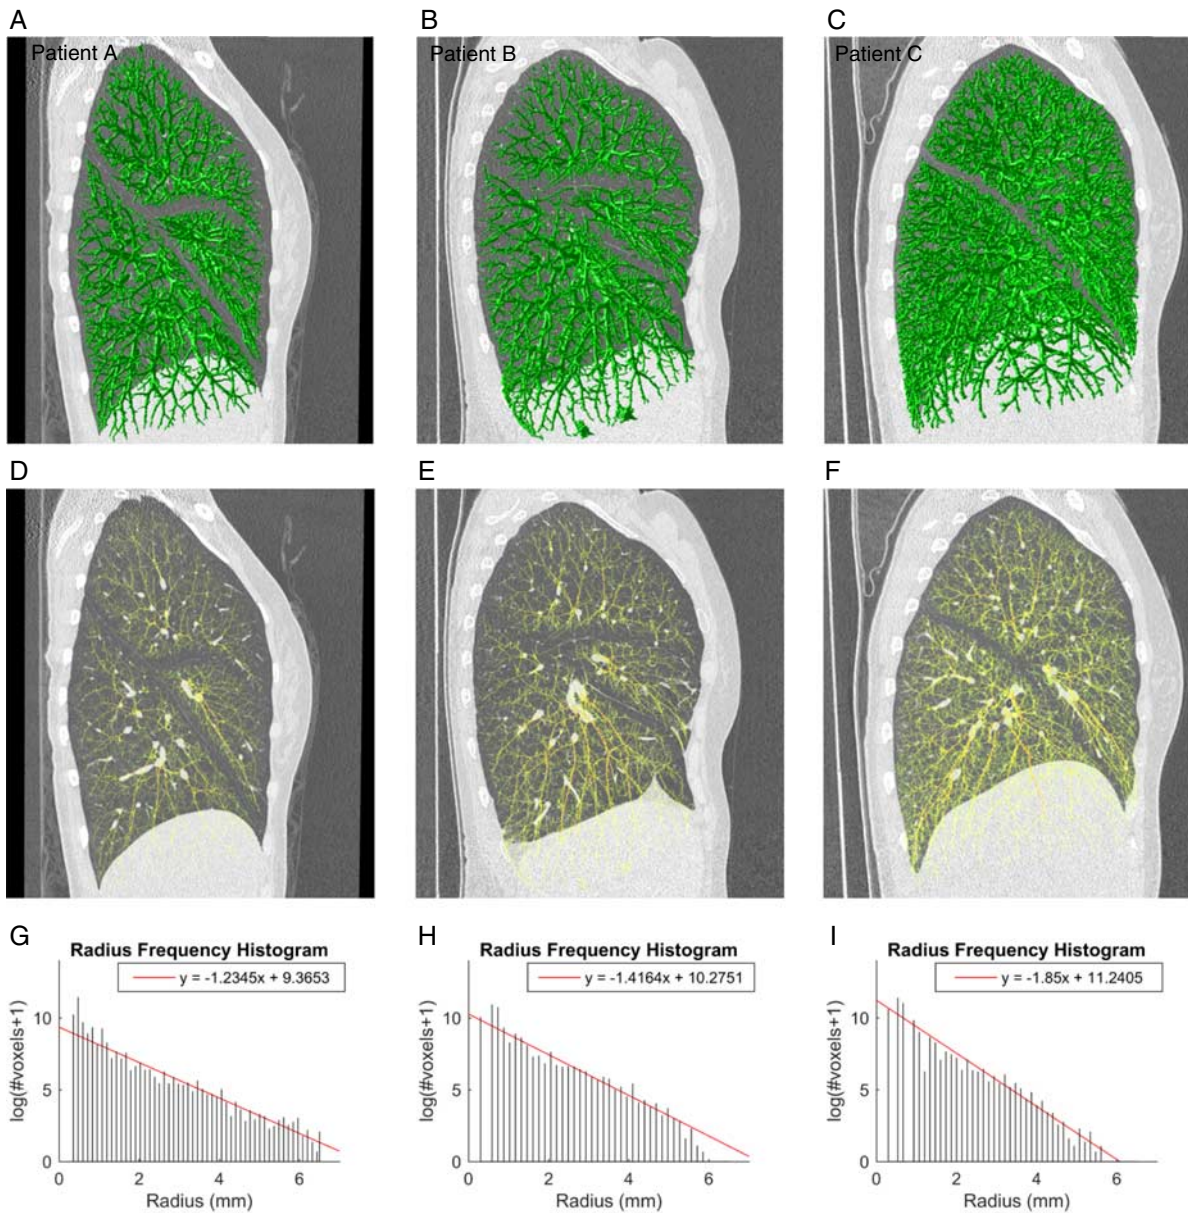 A
B
C
Patient A
Patient B
Patient C
D
E
F
G
H
I
Radius Frequency Histogram
y = -1.2345x + 9.3653
log(#voxels+1)
10
5
0
0
2
4
6
Radius (mm)
Radius Frequency Histogram
y = -1.4164x + 10.2751
log(#voxels+1)
10
5
0
0
2
4
6
Radius (mm)
Radius Frequency Histogram
y = -1.85x + 11.2405
log(#voxels+1)
10
5
0
0
2
4
6
Radius (mm)